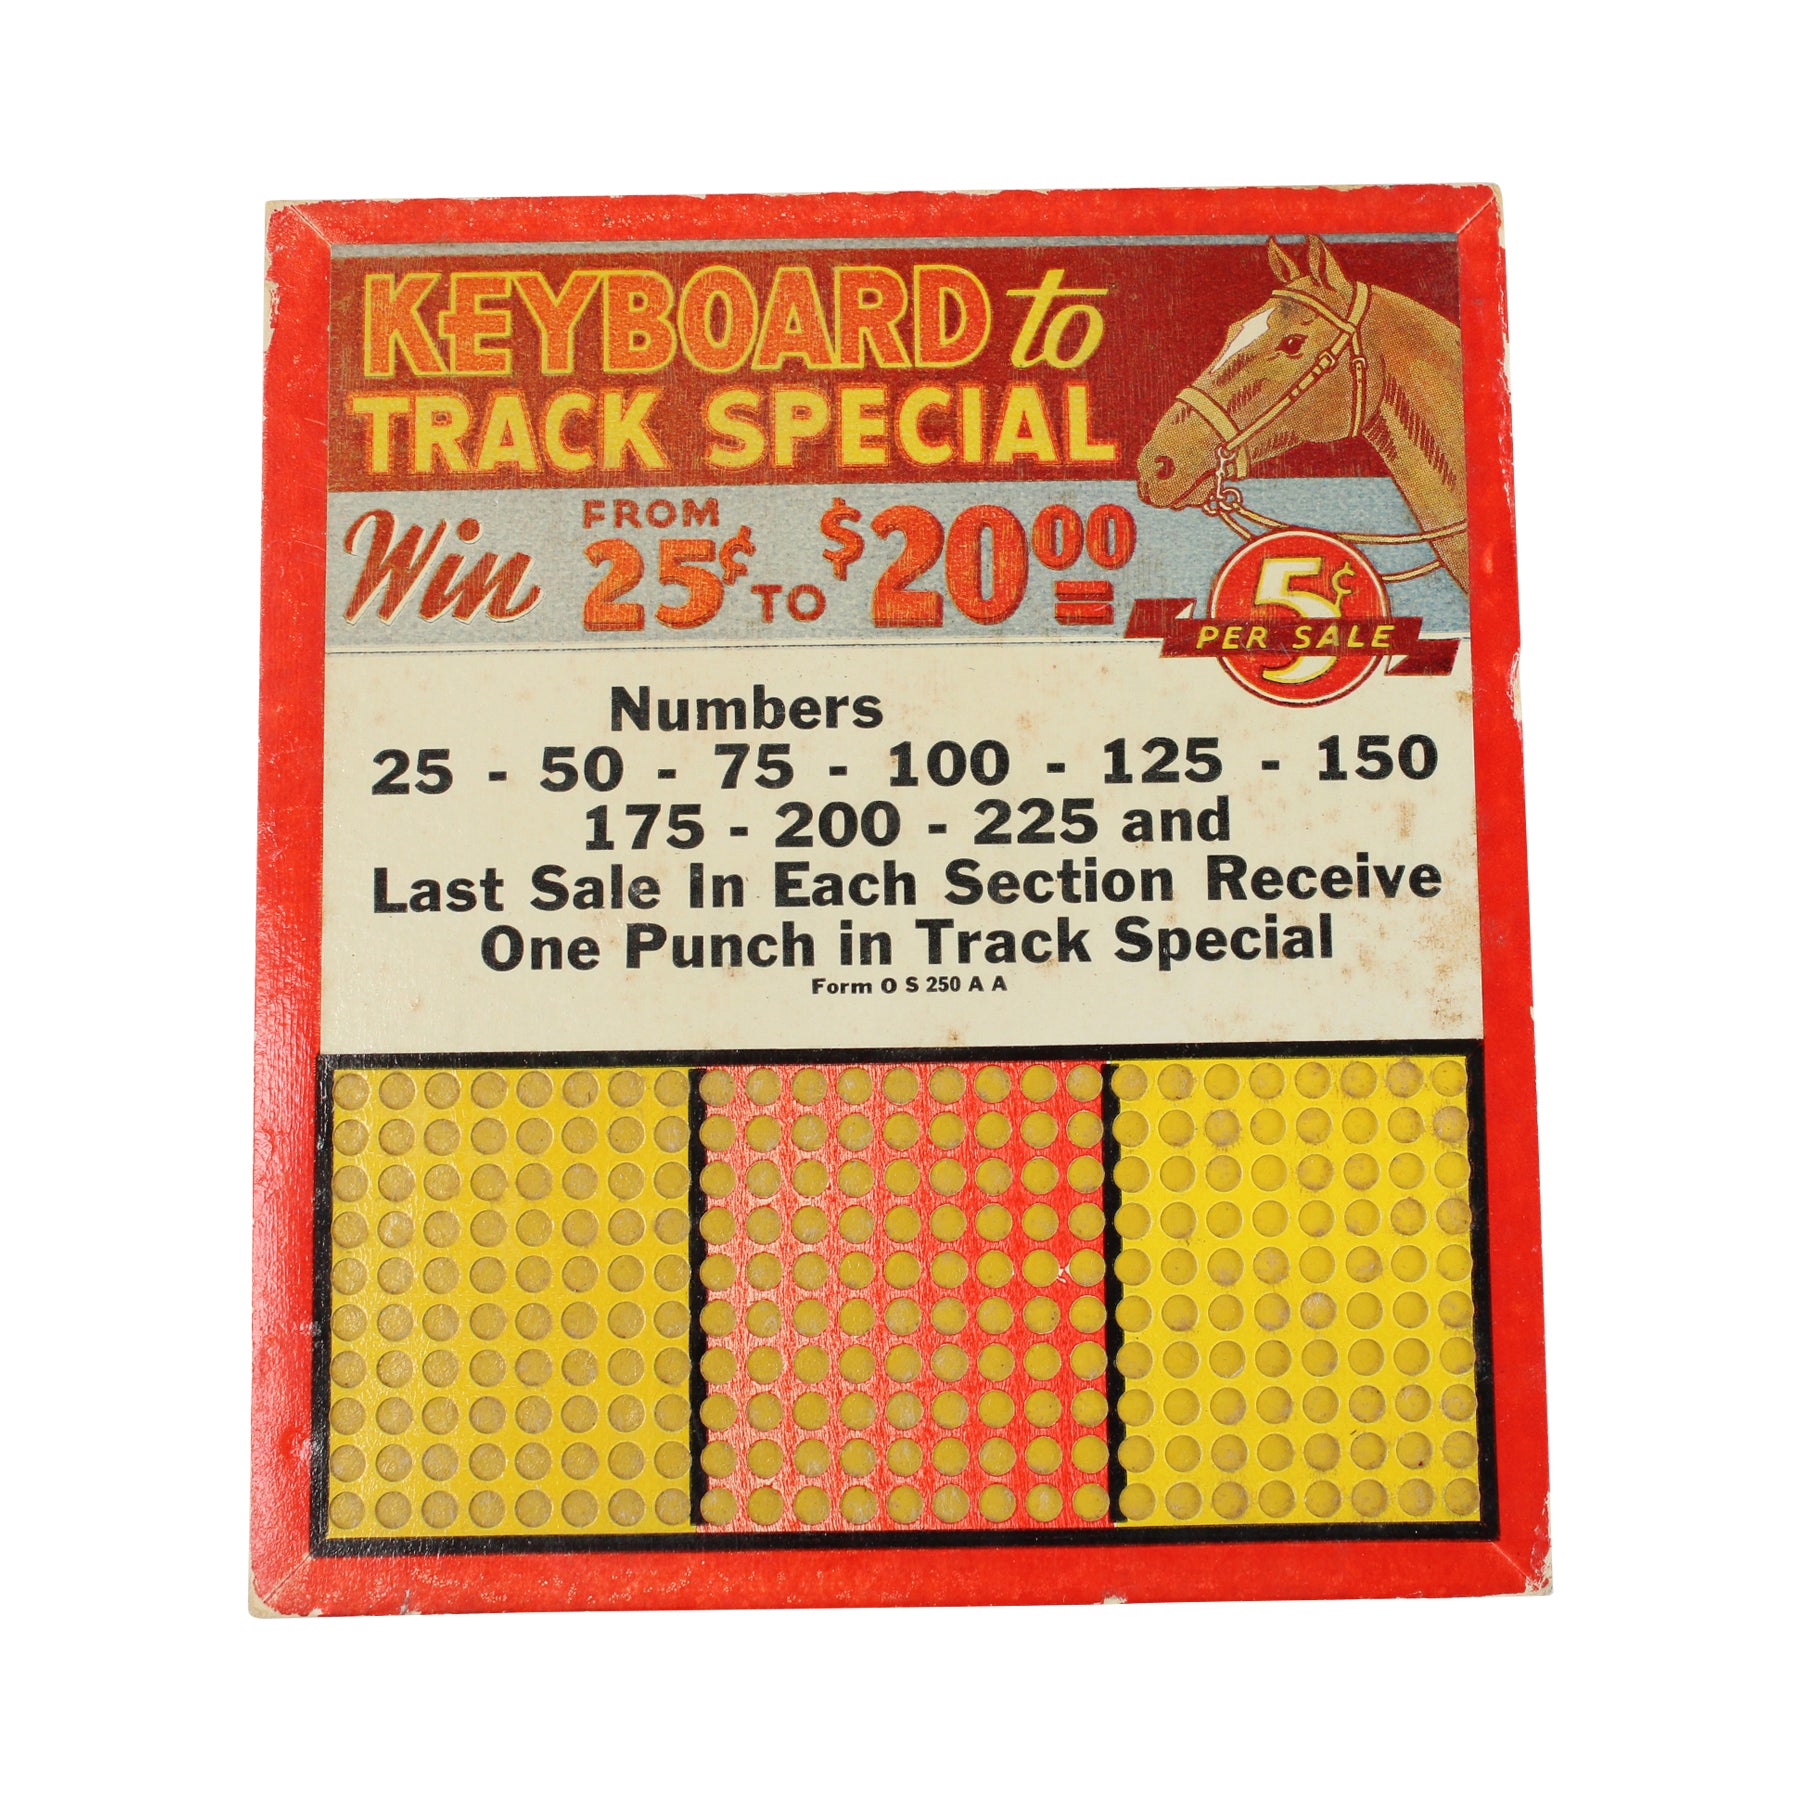 KEYBOARD to
TRACK SPECIAL
Win FROM 25¢ TO $20.00
5¢
PER SALE
Numbers
25 - 50 - 75 - 100 - 125 - 150
175 - 200 - 225 and
Last Sale In Each Section Receive
One Punch in Track Special
Form O S 250 A A